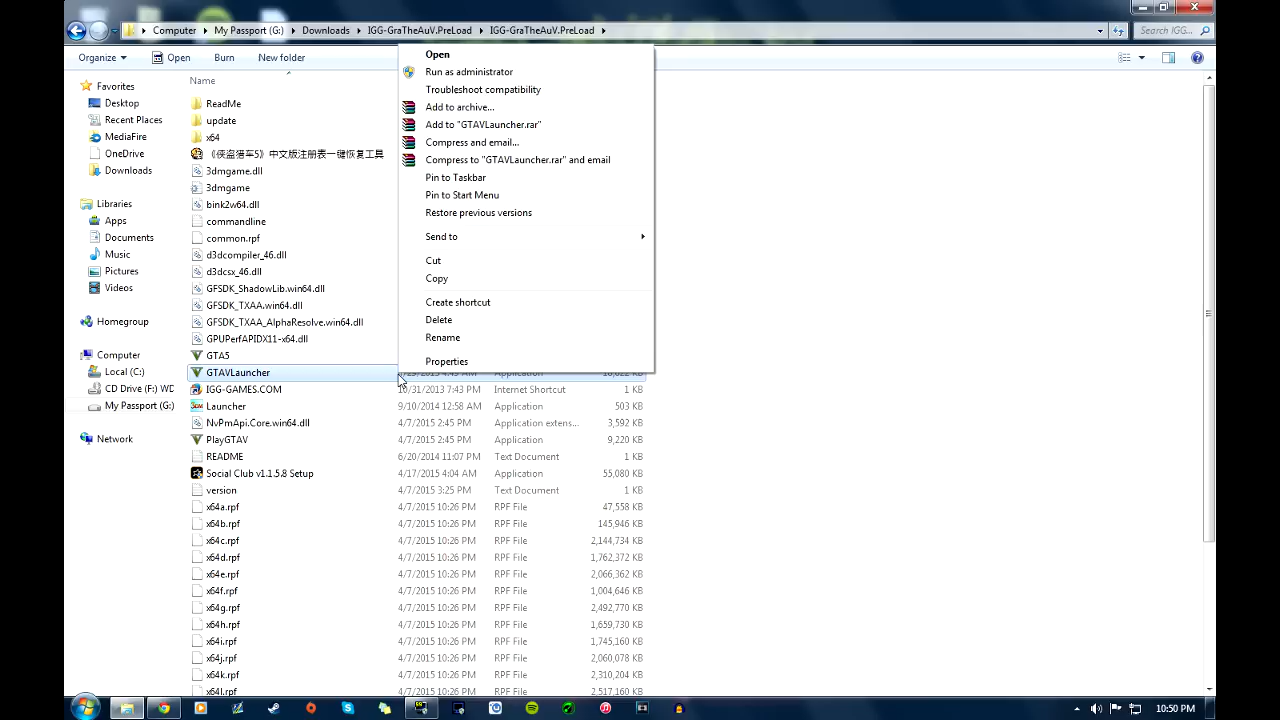 Computer ▸ My Passport (G:) ▸ Downloads ▸ IGG-GraTheAuV.PreLoad ▸ IGG-GraTheAuV.PreLoad ▸
Search IGG...
Organize
Open
Burn
New folder
Favorites
Desktop
Recent Places
MediaFire
OneDrive
Downloads
Libraries
Apps
Documents
Music
Pictures
Videos
Homegroup
Computer
Local (C:)
CD Drive (F:) WD
My Passport (G:)
Network
Name
ReadMe
update
x64
《侠盗猎车5》中文版注册表一键恢复工具
3dmgame.dll
3dmgame
bink2w64.dll
commandline
common.rpf
d3dcompiler_46.dll
d3dcsx_46.dll
GFSDK_ShadowLib.win64.dll
GFSDK_TXAA.win64.dll
GFSDK_TXAA_AlphaResolve.win64.dll
GPUPerfAPIDX11-x64.dll
GTA5
GTAVLauncher
IGG-GAMES.COM 10/31/2013 7:43 PM Internet Shortcut 1 KB
Launcher 9/10/2014 12:58 AM Application 503 KB
NvPmApi.Core.win64.dll 4/7/2015 2:45 PM Application extens... 3,592 KB
PlayGTAV 4/7/2015 2:45 PM Application 9,220 KB
README 6/20/2014 11:07 PM Text Document 1 KB
Social Club v1.1.5.8 Setup 4/17/2015 4:04 AM Application 55,080 KB
version 4/7/2015 3:25 PM Text Document 1 KB
x64a.rpf 4/7/2015 10:26 PM RPF File 47,558 KB
x64b.rpf 4/7/2015 10:26 PM RPF File 145,946 KB
x64c.rpf 4/7/2015 10:26 PM RPF File 2,144,734 KB
x64d.rpf 4/7/2015 10:26 PM RPF File 1,762,372 KB
x64e.rpf 4/7/2015 10:26 PM RPF File 2,066,362 KB
x64f.rpf 4/7/2015 10:26 PM RPF File 1,004,646 KB
x64g.rpf 4/7/2015 10:26 PM RPF File 2,492,770 KB
x64h.rpf 4/7/2015 10:26 PM RPF File 1,659,730 KB
x64i.rpf 4/7/2015 10:26 PM RPF File 1,745,160 KB
x64j.rpf 4/7/2015 10:26 PM RPF File 2,060,078 KB
x64k.rpf 4/7/2015 10:26 PM RPF File 2,310,204 KB
x64l.rpf 4/7/2015 10:26 PM RPF File 2,517,160 KB
Open
Run as administrator
Troubleshoot compatibility
Add to archive...
Add to "GTAVLauncher.rar"
Compress and email...
Compress to "GTAVLauncher.rar" and email
Pin to Taskbar
Pin to Start Menu
Restore previous versions
Send to
Cut
Copy
Create shortcut
Delete
Rename
Properties
10:50 PM